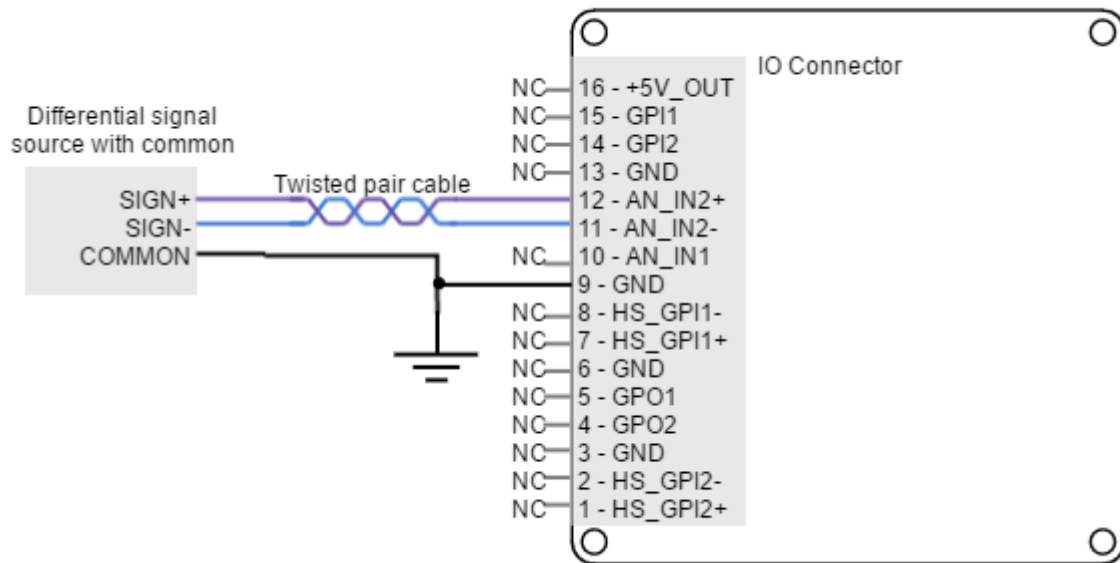 IO Connector
Differential signal
source with common
SIGN+
SIGN-
COMMON
Twisted pair cable
NC 16 - +5V_OUT
NC 15 - GPI1
NC 14 - GPI2
NC 13 - GND
12 - AN_IN2+
11 - AN_IN2-
NC 10 - AN_IN1
9 - GND
NC 8 - HS_GPI1-
NC 7 - HS_GPI1+
NC 6 - GND
NC 5 - GPO1
NC 4 - GPO2
NC 3 - GND
NC 2 - HS_GPI2-
NC 1 - HS_GPI2+